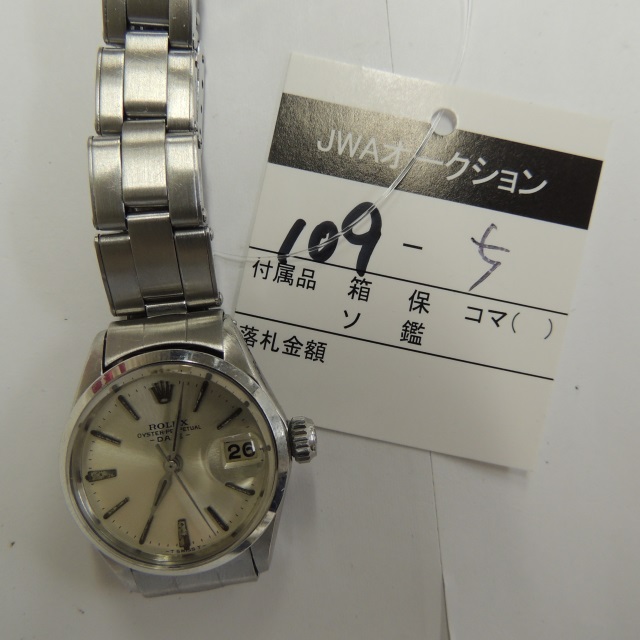 JWAオークション
109 - 5
付属品 箱 保 コマ( )
ソ 鑑
落札金額
ROLEX
OYSTER PERPETUAL
DATE
26